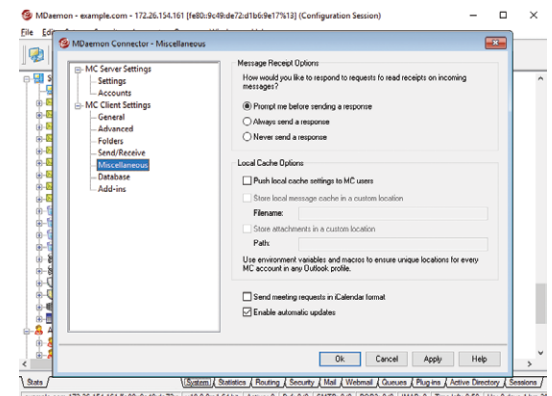 MDaemon - example.com - 172.26.154.161 [fe80::9c49:de72:d1b6:9e17%13] (Configuration Session)
File
MDaemon Connector - Miscellaneous
MC Server Settings
Settings
Accounts
MC Client Settings
General
Advanced
Folders
Send/Receive
Miscellaneous
Database
Add-ins
Message Receipt Options
How would you like to respond to requests fo read receipts on incoming
messages?
Prompt me before sending a response
Always send a response
Never send a response
Local Cache Options
Push local cache settings to MC users
Store local message cache in a custom location
Filename:
Store attachments in a custom location
Path:
Use environment variables and macros to ensure unique locations for every
MC account in any Outlook profile.
Send meeting requests in iCalendar format
Enable automatic updates
Ok Cancel Apply Help
Stats System Statistics Routing Security Mail Webmail Queues Plug-ins Active Directory Sessions